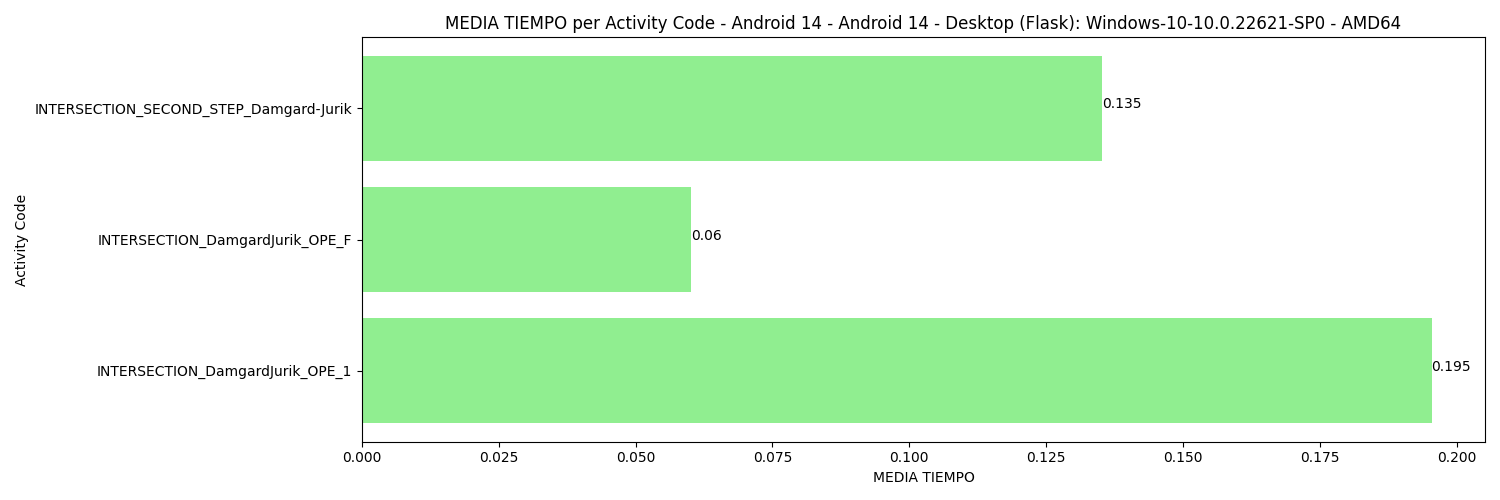 MEDIA TIEMPO per Activity Code - Android 14 - Android 14 - Desktop (Flask): Windows-10-10.0.22621-SP0 - AMD64
INTERSECTION_SECOND_STEP_Damgard-Jurik
0.135
INTERSECTION_DamgardJurik_OPE_F
0.06
INTERSECTION_DamgardJurik_OPE_1
0.195
Activity Code
0.000 0.025 0.050 0.075 0.100 0.125 0.150 0.175 0.200
MEDIA TIEMPO